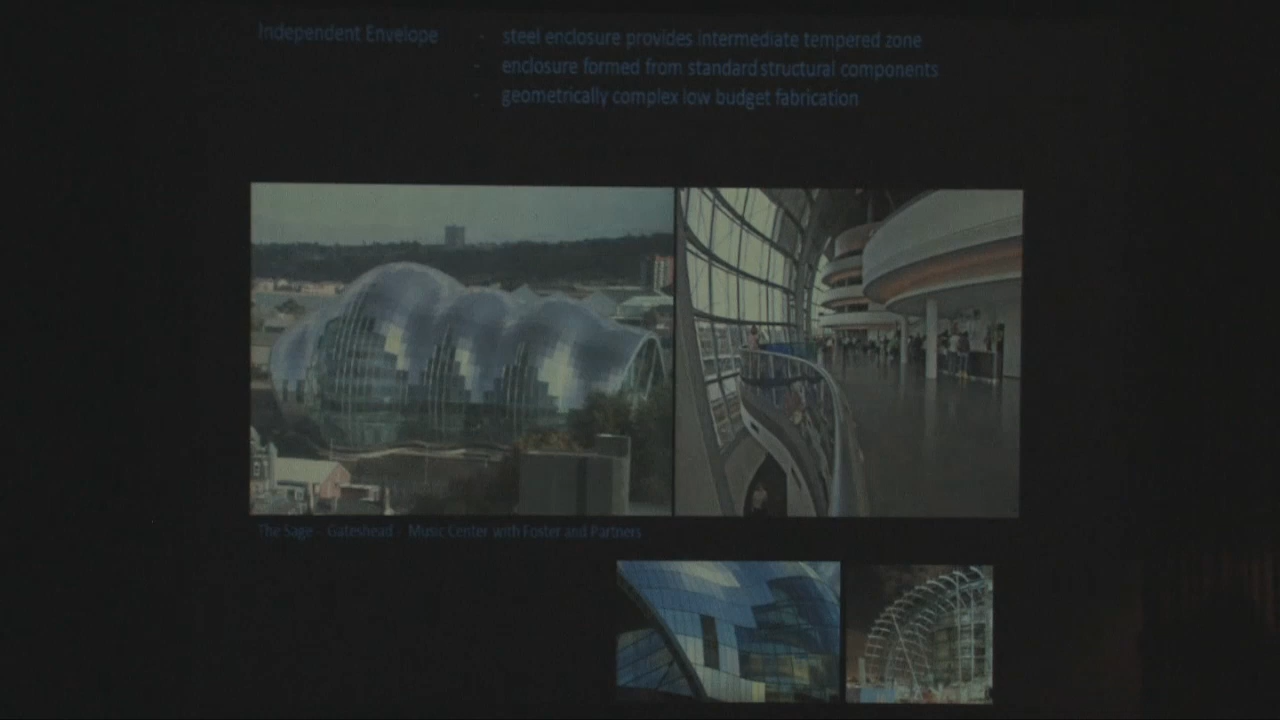 Independent Envelope - steel enclosure provides intermediate tempered zone
- enclosure formed from standard structural components
- geometrically complex low budget fabrication
The Sage - Gateshead - Music Center with Foster and Partners